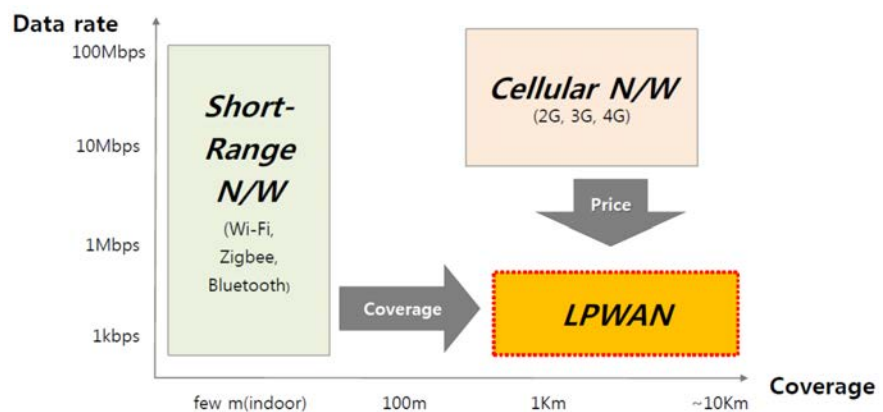 Data rate
100Mbps
10Mbps
1Mbps
1kbps
Short-
Range
N/W
(Wi-Fi,
Zigbee,
Bluetooth)
Cellular N/W
(2G, 3G, 4G)
Price
Coverage
LPWAN
few m(indoor)
100m
1Km
~10Km
Coverage